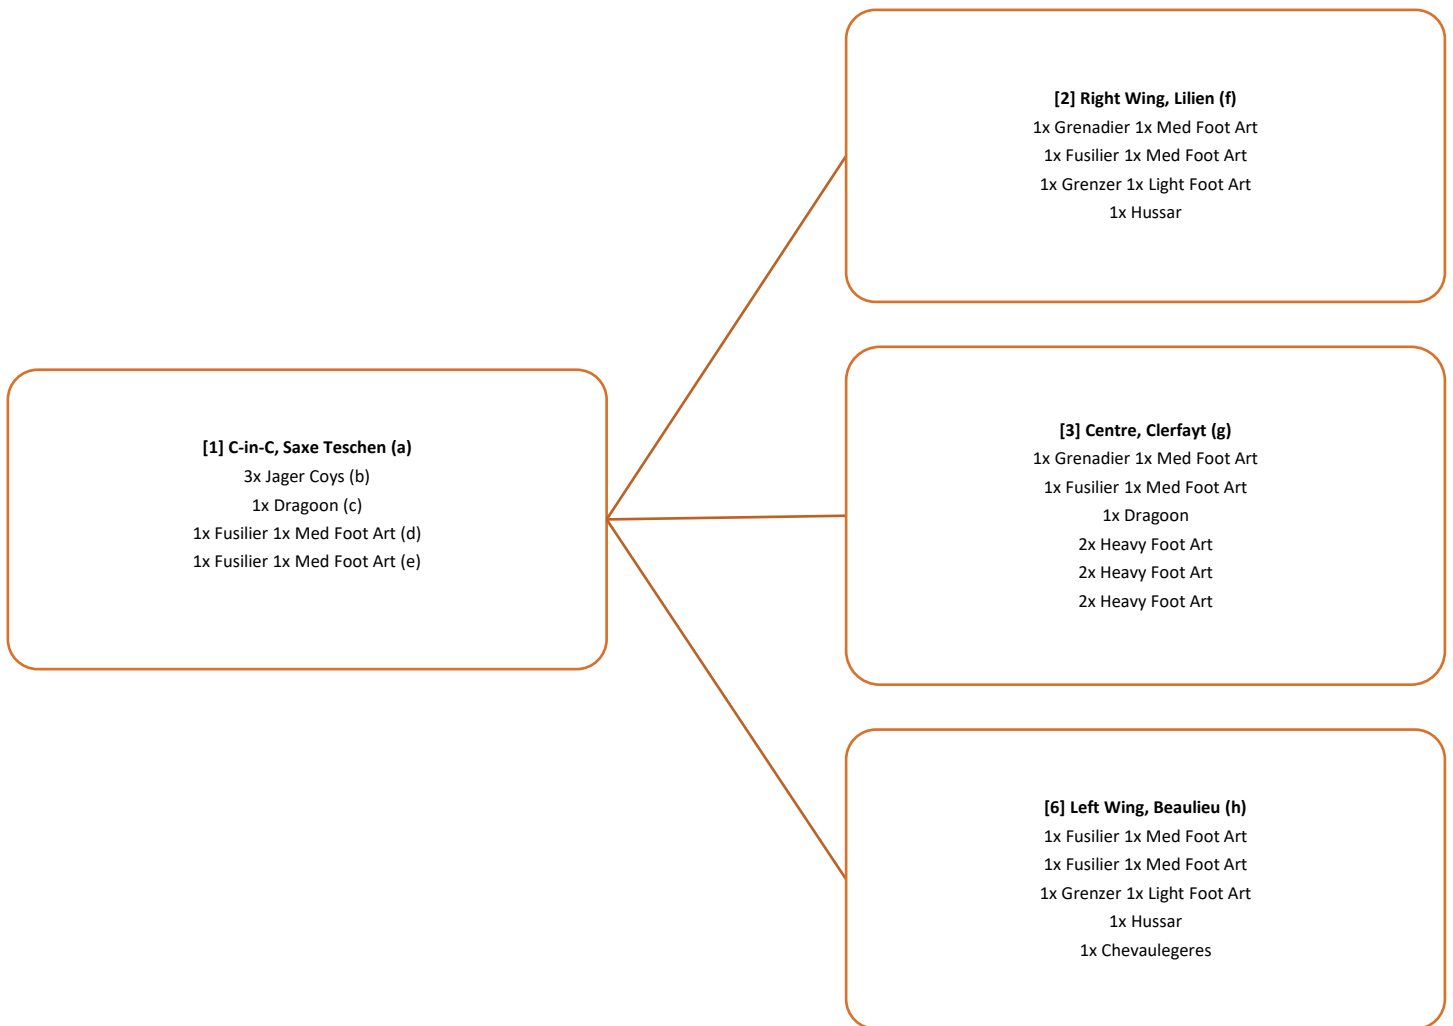 [1] C-in-C, Saxe Teschen (a)
3x Jager Coys (b)
1x Dragoon (c)
1x Fusilier 1x Med Foot Art (d)
1x Fusilier 1x Med Foot Art (e)
[2] Right Wing, Lilien (f)
1x Grenadier 1x Med Foot Art
1x Fusilier 1x Med Foot Art
1x Grenzer 1x Light Foot Art
1x Hussar
[3] Centre, Clerfayt (g)
1x Grenadier 1x Med Foot Art
1x Fusilier 1x Med Foot Art
1x Dragoon
2x Heavy Foot Art
2x Heavy Foot Art
2x Heavy Foot Art
[6] Left Wing, Beaulieu (h)
1x Fusilier 1x Med Foot Art
1x Fusilier 1x Med Foot Art
1x Grenzer 1x Light Foot Art
1x Hussar
1x Chevaulegeres